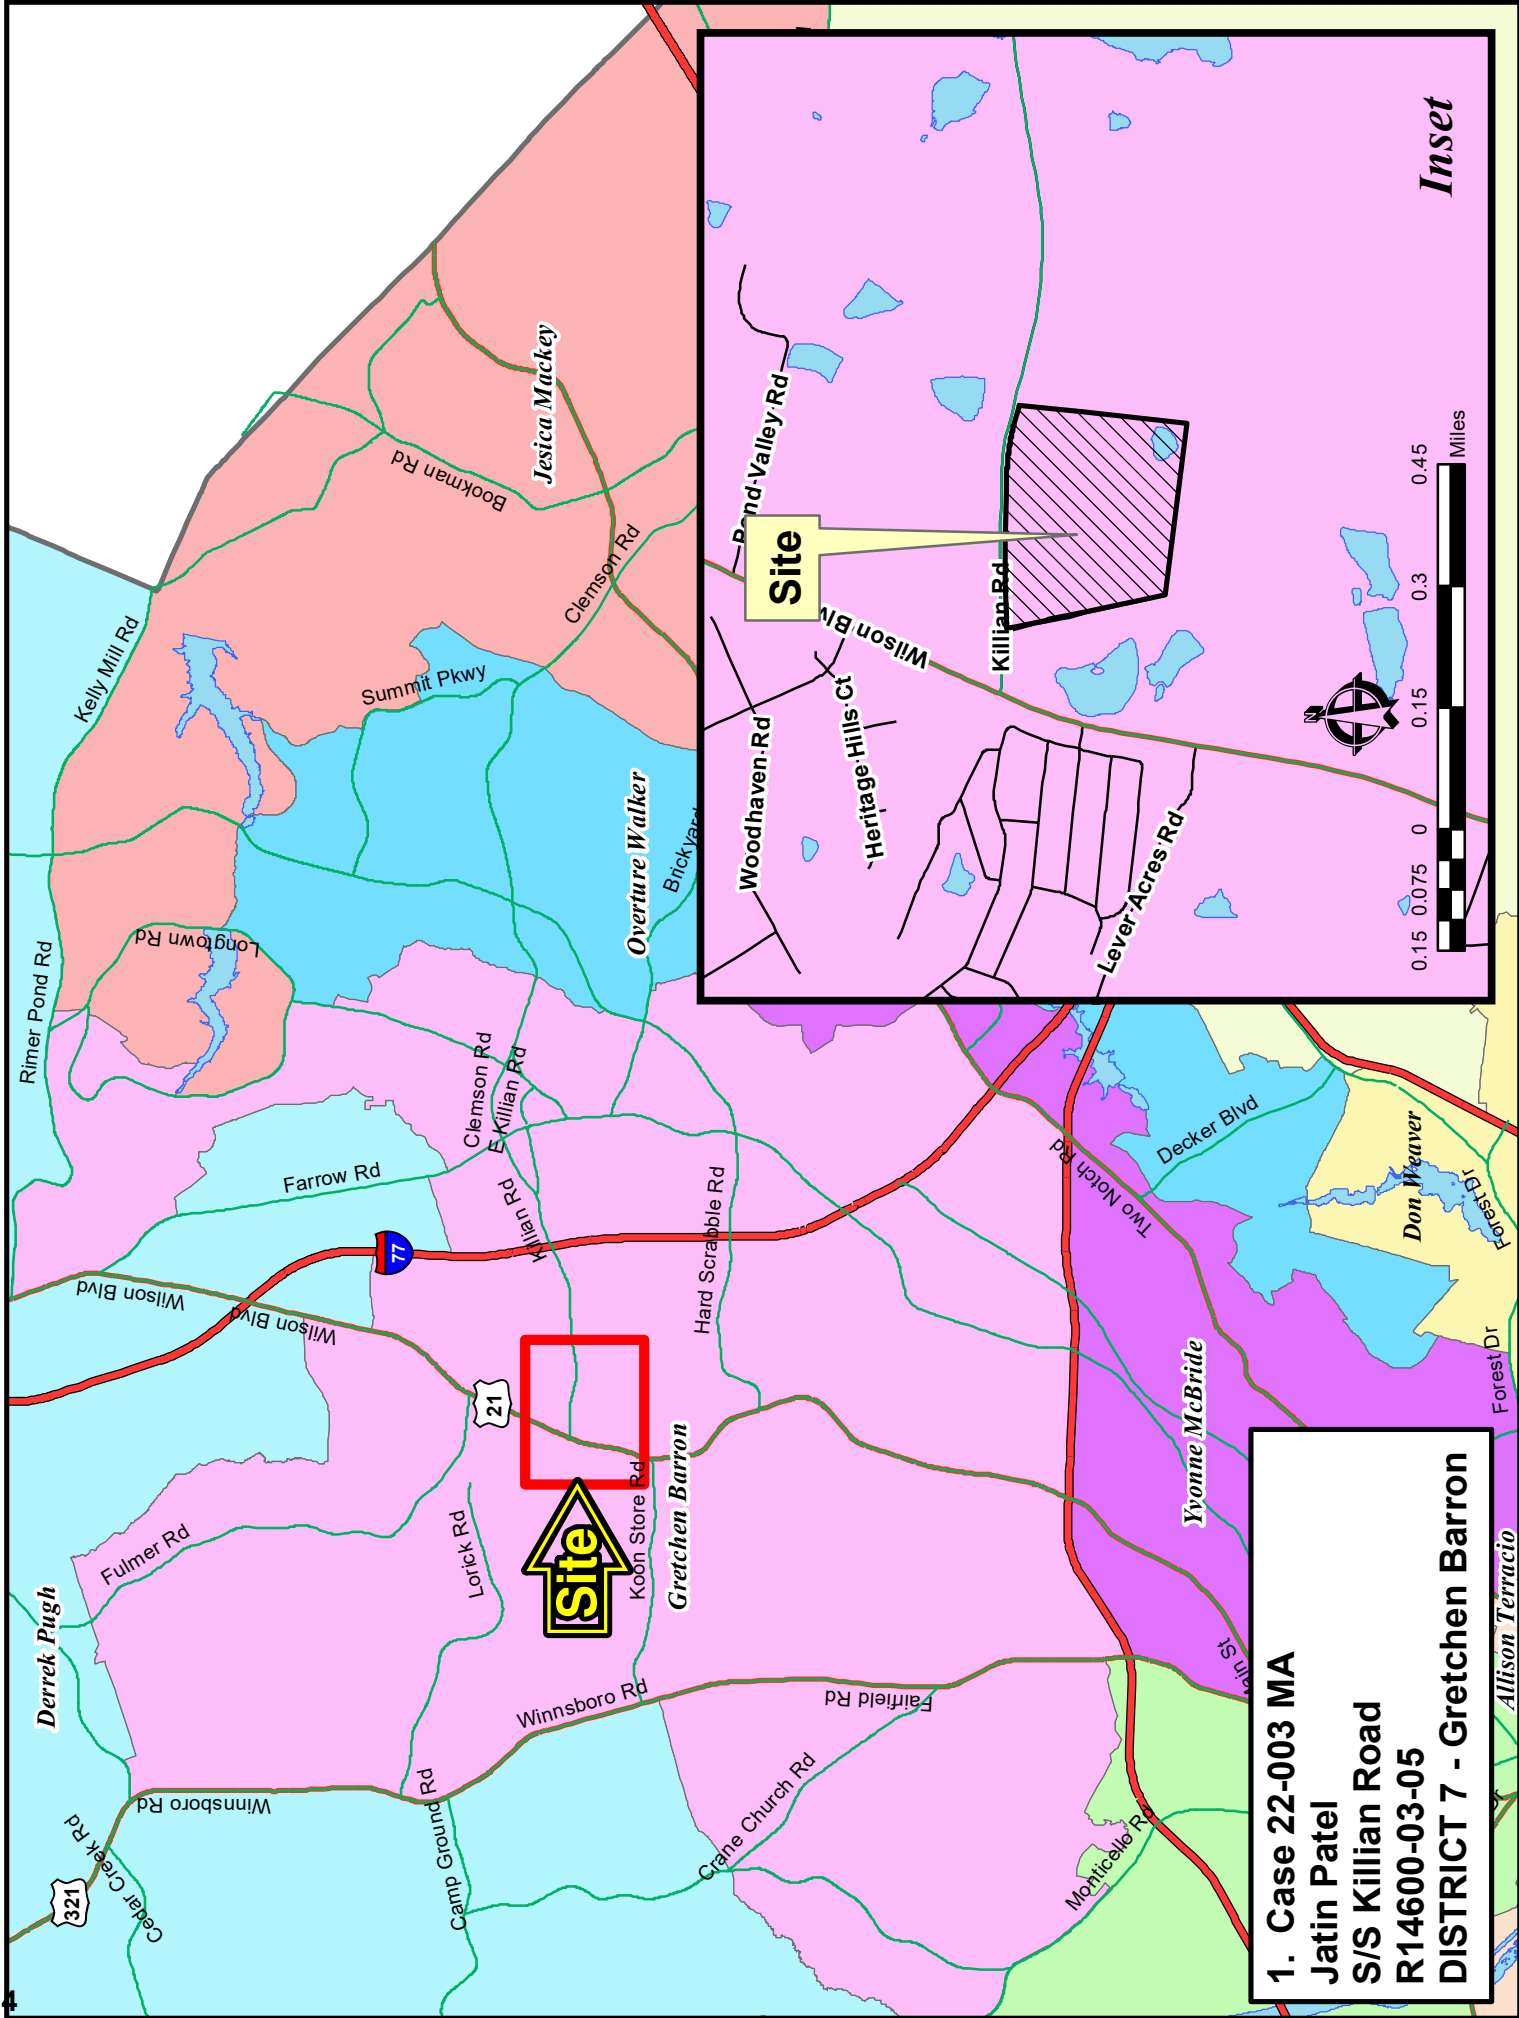 4
Derrek Pugh
321
Cedar Creek Rd
Winnsboro Rd
Fulmer Rd
Wilson Blvd
Wilson Blvd
Rimer Pond Rd
Longtown Rd
Kelly Mill Rd
Farrow Rd
77
Camp Ground Rd
Lorick Rd
21
Clemson Rd
E Killian Rd
Killian Rd
Summit Pkwy
Bookman Rd
Jesica Mackey
Clemson Rd
Winnsboro Rd
Site
Koon Store Rd
Gretchen Barron
Hard Scrabble Rd
Overture Walker
Brickyard
Crane Church Rd
Fairfield Rd
Monticello Rd
Main St
Yvonne McBride
Two Notch Rd
Decker Blvd
Don Weaver
Forest Dr
Forest Dr
Allison Terracio
Dr
Woodhaven Rd
Heritage Hills Ct
Wilson Blv
Pond Valley Rd
Site
Killian Rd
Lever Acres Rd
N
Inset
0.15 0.075 0 0.15 0.3 0.45
Miles
1. Case 22-003 MA
Jatin Patel
S/S Killian Road
R14600-03-05
DISTRICT 7 - Gretchen Barron